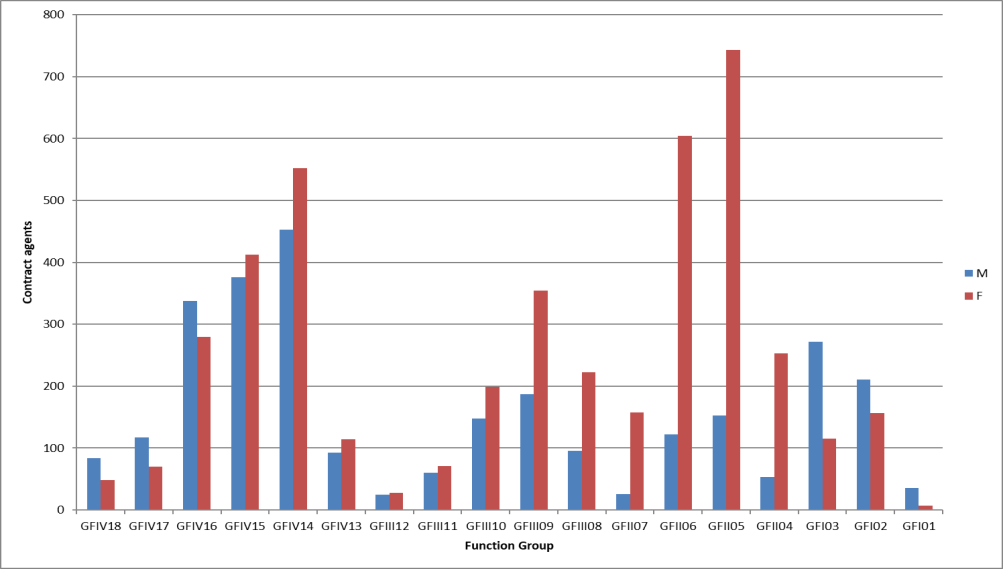 800
700
600
500
400
300
200
100
0
Contract agents
GFIV18 GFIV17 GFIV16 GFIV15 GFIV14 GFIV13 GFIII12 GFIII11 GFIII10 GFIII09 GFIII08 GFII07 GFII06 GFII05 GFII04 GFI03 GFI02 GFI01
Function Group
M
F